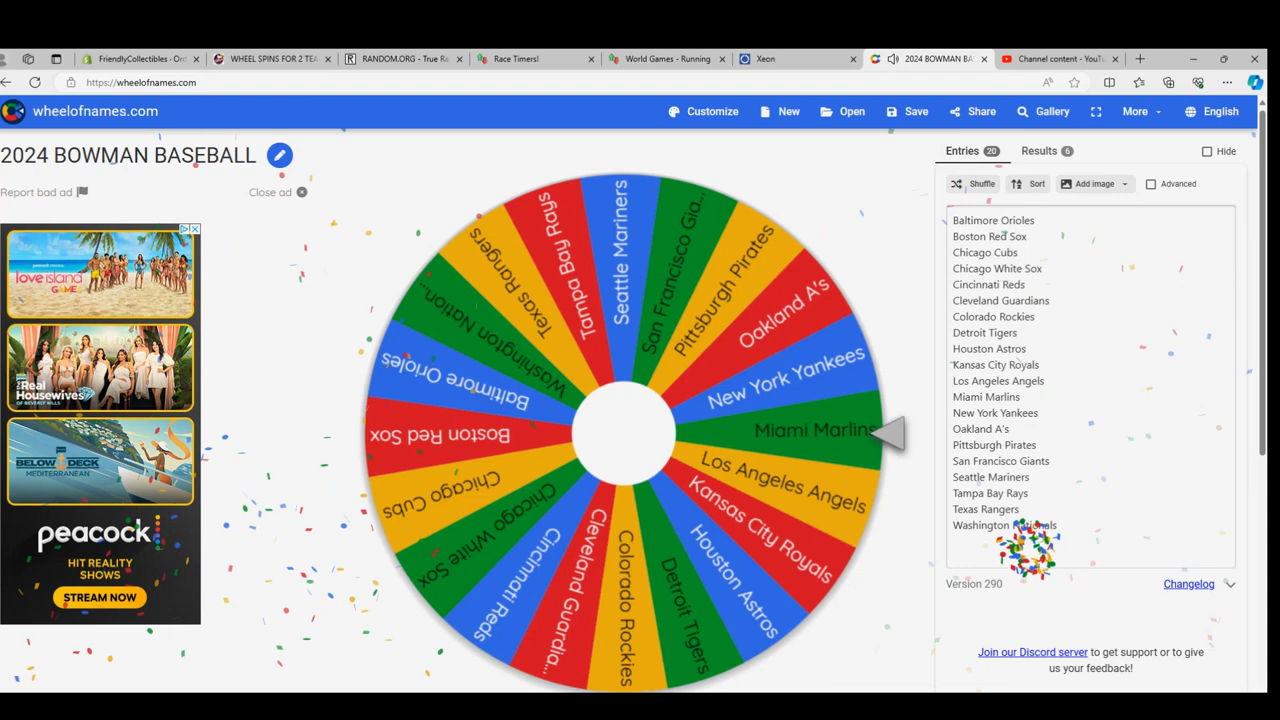 FriendlyCollectibles - Or
WHEEL SPINS FOR 2 TEA
RANDOM.ORG - True Ra
Race Timers!
World Games - Running
Xeon
2024 BOWMAN BA
Channel content - YouTu
https://wheelofnames.com
wheelofnames.com
Customize
New
Open
Save
Share
Gallery
More
English
2024 BOWMAN BASEBALL
Report bad ad
Close ad
love island
GAME
peacock
ORIGINAL
The
Real
Housewives
OF BEVERLY HILLS
BELOW DECK
MEDITERRANEAN
peacock
HIT REALITY
SHOWS
STREAM NOW
Seattle Mariners
San Francisco Gia...
Pittsburgh Pirates
Oakland A's
New York Yankees
Miami Marlins
Los Angeles Angels
Kansas City Royals
Houston Astros
Detroit Tigers
Colorado Rockies
Cleveland Guardia...
Cincinnati Reds
Chicago White Sox
Chicago Cubs
Boston Red Sox
Baltimore Orioles
Washington Nation...
Texas Rangers
Tampa Bay Rays
Entries 20
Results 6
Hide
Shuffle
Sort
Add image
Advanced
Baltimore Orioles
Boston Red Sox
Chicago Cubs
Chicago White Sox
Cincinnati Reds
Cleveland Guardians
Colorado Rockies
Detroit Tigers
Houston Astros
Kansas City Royals
Los Angeles Angels
Miami Marlins
New York Yankees
Oakland A's
Pittsburgh Pirates
San Francisco Giants
Seattle Mariners
Tampa Bay Rays
Texas Rangers
Washington Nationals
Version 290
Changelog
Join our Discord server to get support or to give
us your feedback!